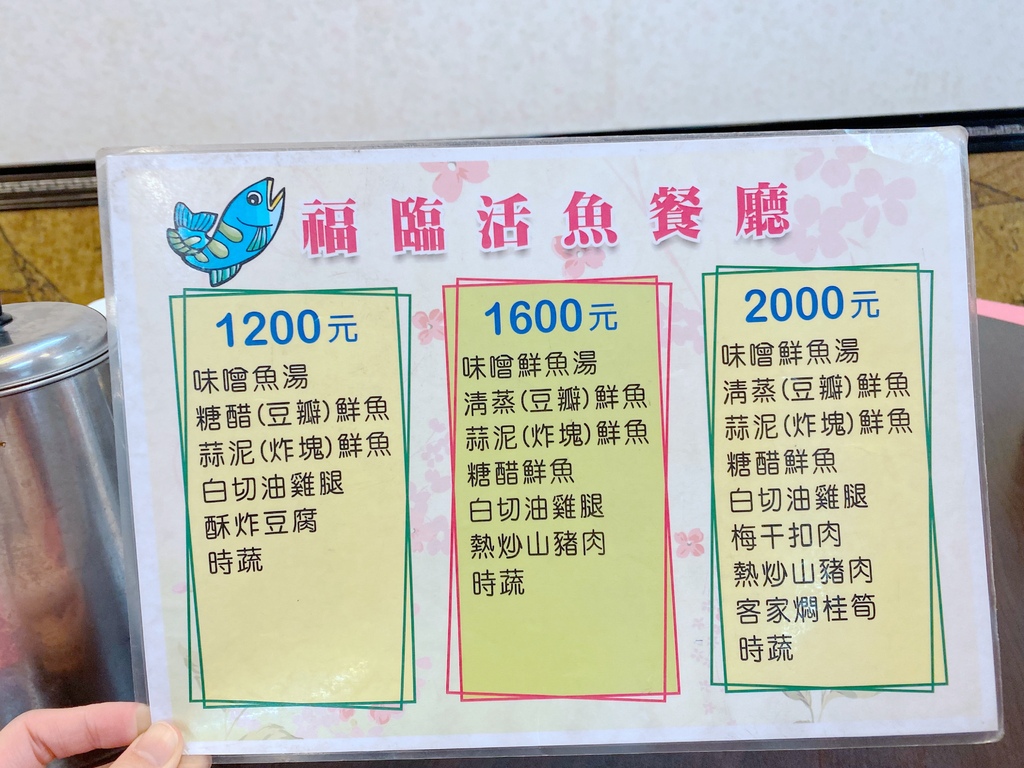 福臨活魚餐廳
1200元
味噌魚湯
糖醋(豆瓣)鮮魚
蒜泥(炸塊)鮮魚
白切油雞腿
酥炸豆腐
時蔬
1600元
味噌鮮魚湯
清蒸(豆瓣)鮮魚
蒜泥(炸塊)鮮魚
糖醋鮮魚
白切油雞腿
熱炒山豬肉
時蔬
2000元
味噌鮮魚湯
清蒸(豆瓣)鮮魚
蒜泥(炸塊)鮮魚
糖醋鮮魚
白切油雞腿
梅干扣肉
熱炒山豬肉
客家燜桂筍
時蔬